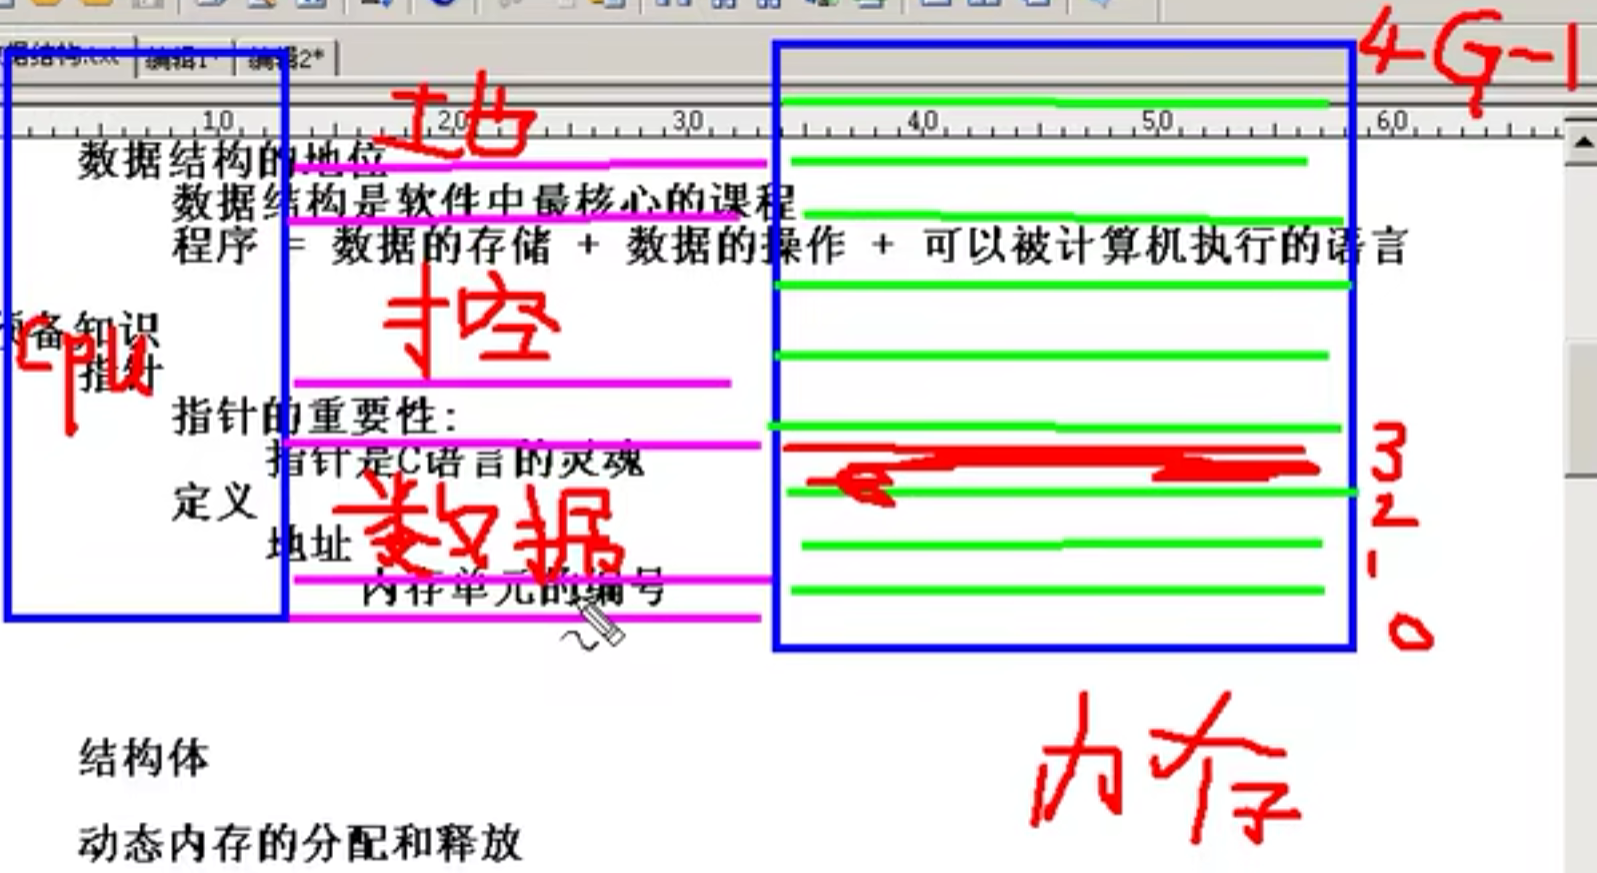 数据结构.txt 编辑1* 编辑2*
4G-1
10 20 30 40 50 60
地
数据结构的地位
数据结构是软件中最核心的课程
程序 = 数据的存储 + 数据的操作 + 可以被计算机执行的语言
控
预备知识
cpu
指针
指针的重要性:
指针是C语言的灵魂
3
定义
2
数据
地址
1
内存单元的编号
0
内存
结构体
动态内存的分配和释放